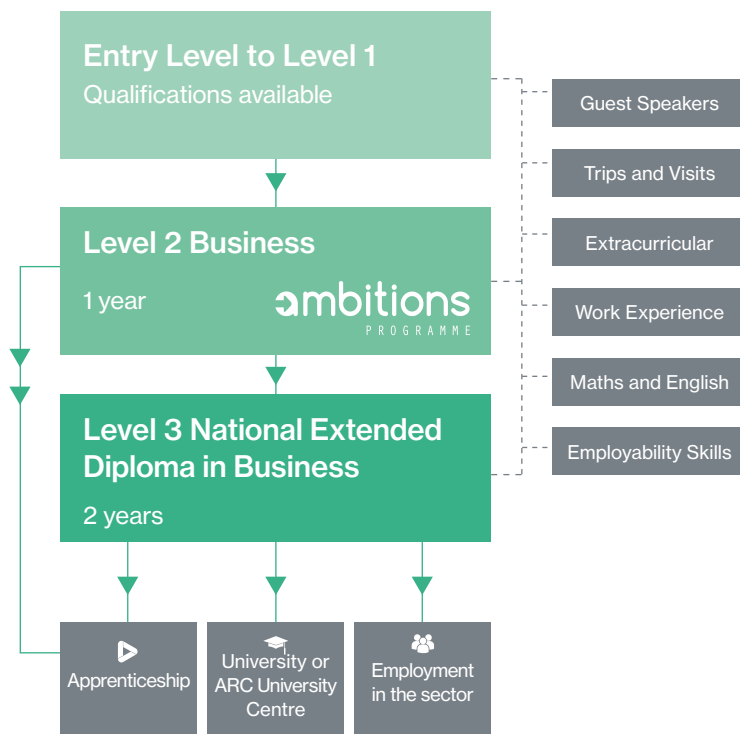 Entry Level to Level 1
Qualifications available
Level 2 Business
1 year
ambitions
PROGRAMME
Level 3 National Extended
Diploma in Business
2 years
Apprenticeship
University or
ARC University
Centre
Employment
in the sector
Guest Speakers
Trips and Visits
Extracurricular
Work Experience
Maths and English
Employability Skills